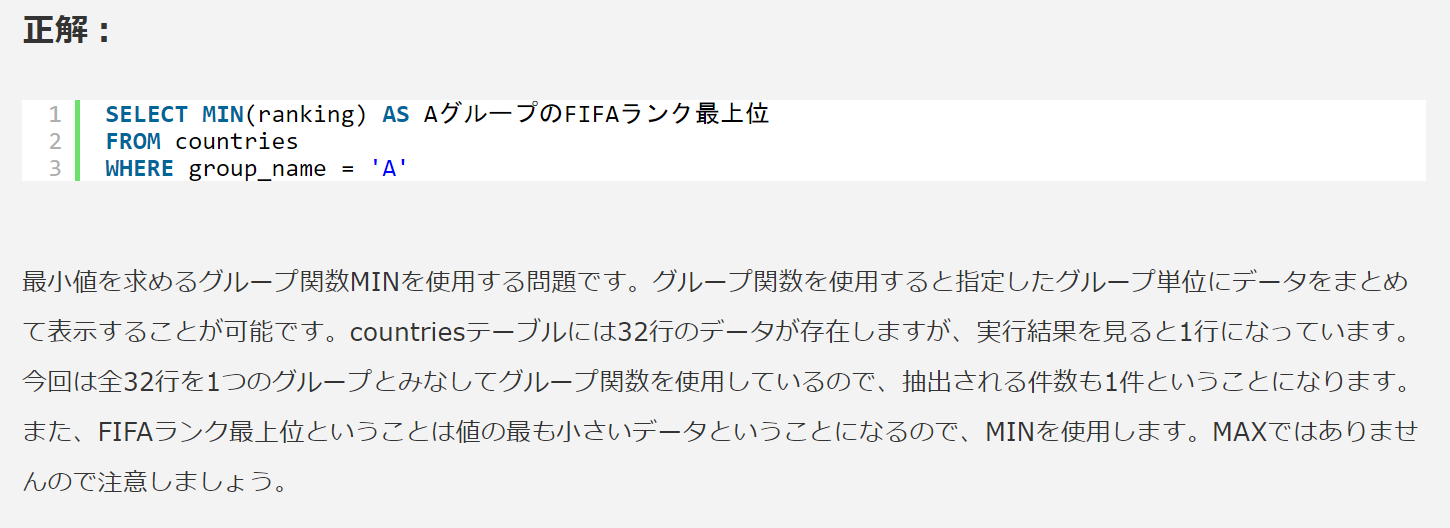 正解：
1 SELECT MIN(ranking) AS AグループのFIFAランク最上位
2 FROM countries
3 WHERE group_name = 'A'
最小値を求めるグループ関数MINを使用する問題です。グループ関数を使用すると指定したグループ単位にデータをまとめ
て表示することが可能です。countriesテーブルには32行のデータが存在しますが、実行結果を見ると1行になっています。
今回は全32行を1つのグループとみなしてグループ関数を使用しているので、抽出される件数も1件ということになります。
また、FIFAランク最上位ということは値の最も小さいデータということになるので、MINを使用します。MAXではありませ
んので注意しましょう。